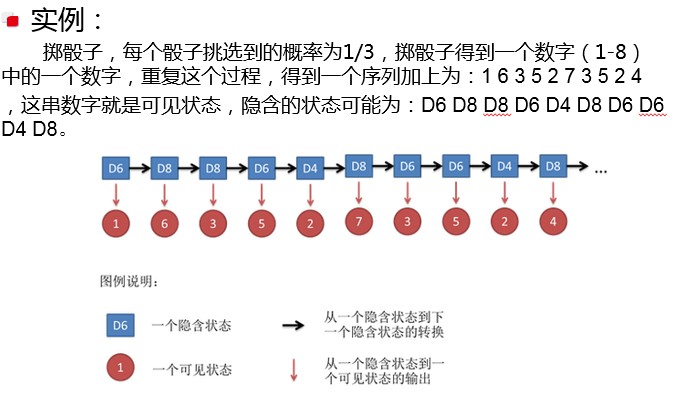 实例：
掷骰子，每个骰子挑选到的概率为1/3，掷骰子得到一个数字（1-8）
中的一个数字，重复这个过程，得到一个序列加上为：1 6 3 5 2 7 3 5 2 4
，这串数字就是可见状态，隐含的状态可能为：D6 D8 D8 D6 D4 D8 D6 D6
D4 D8。
D6 D8 D8 D6 D4 D8 D6 D6 D4 D8 ...
1 6 3 5 2 7 3 5 2 4
图例说明：
D6 一个隐含状态
从一个隐含状态到下
一个隐含状态的转换
1 一个可见状态
从一个隐含状态到一
个可见状态的输出